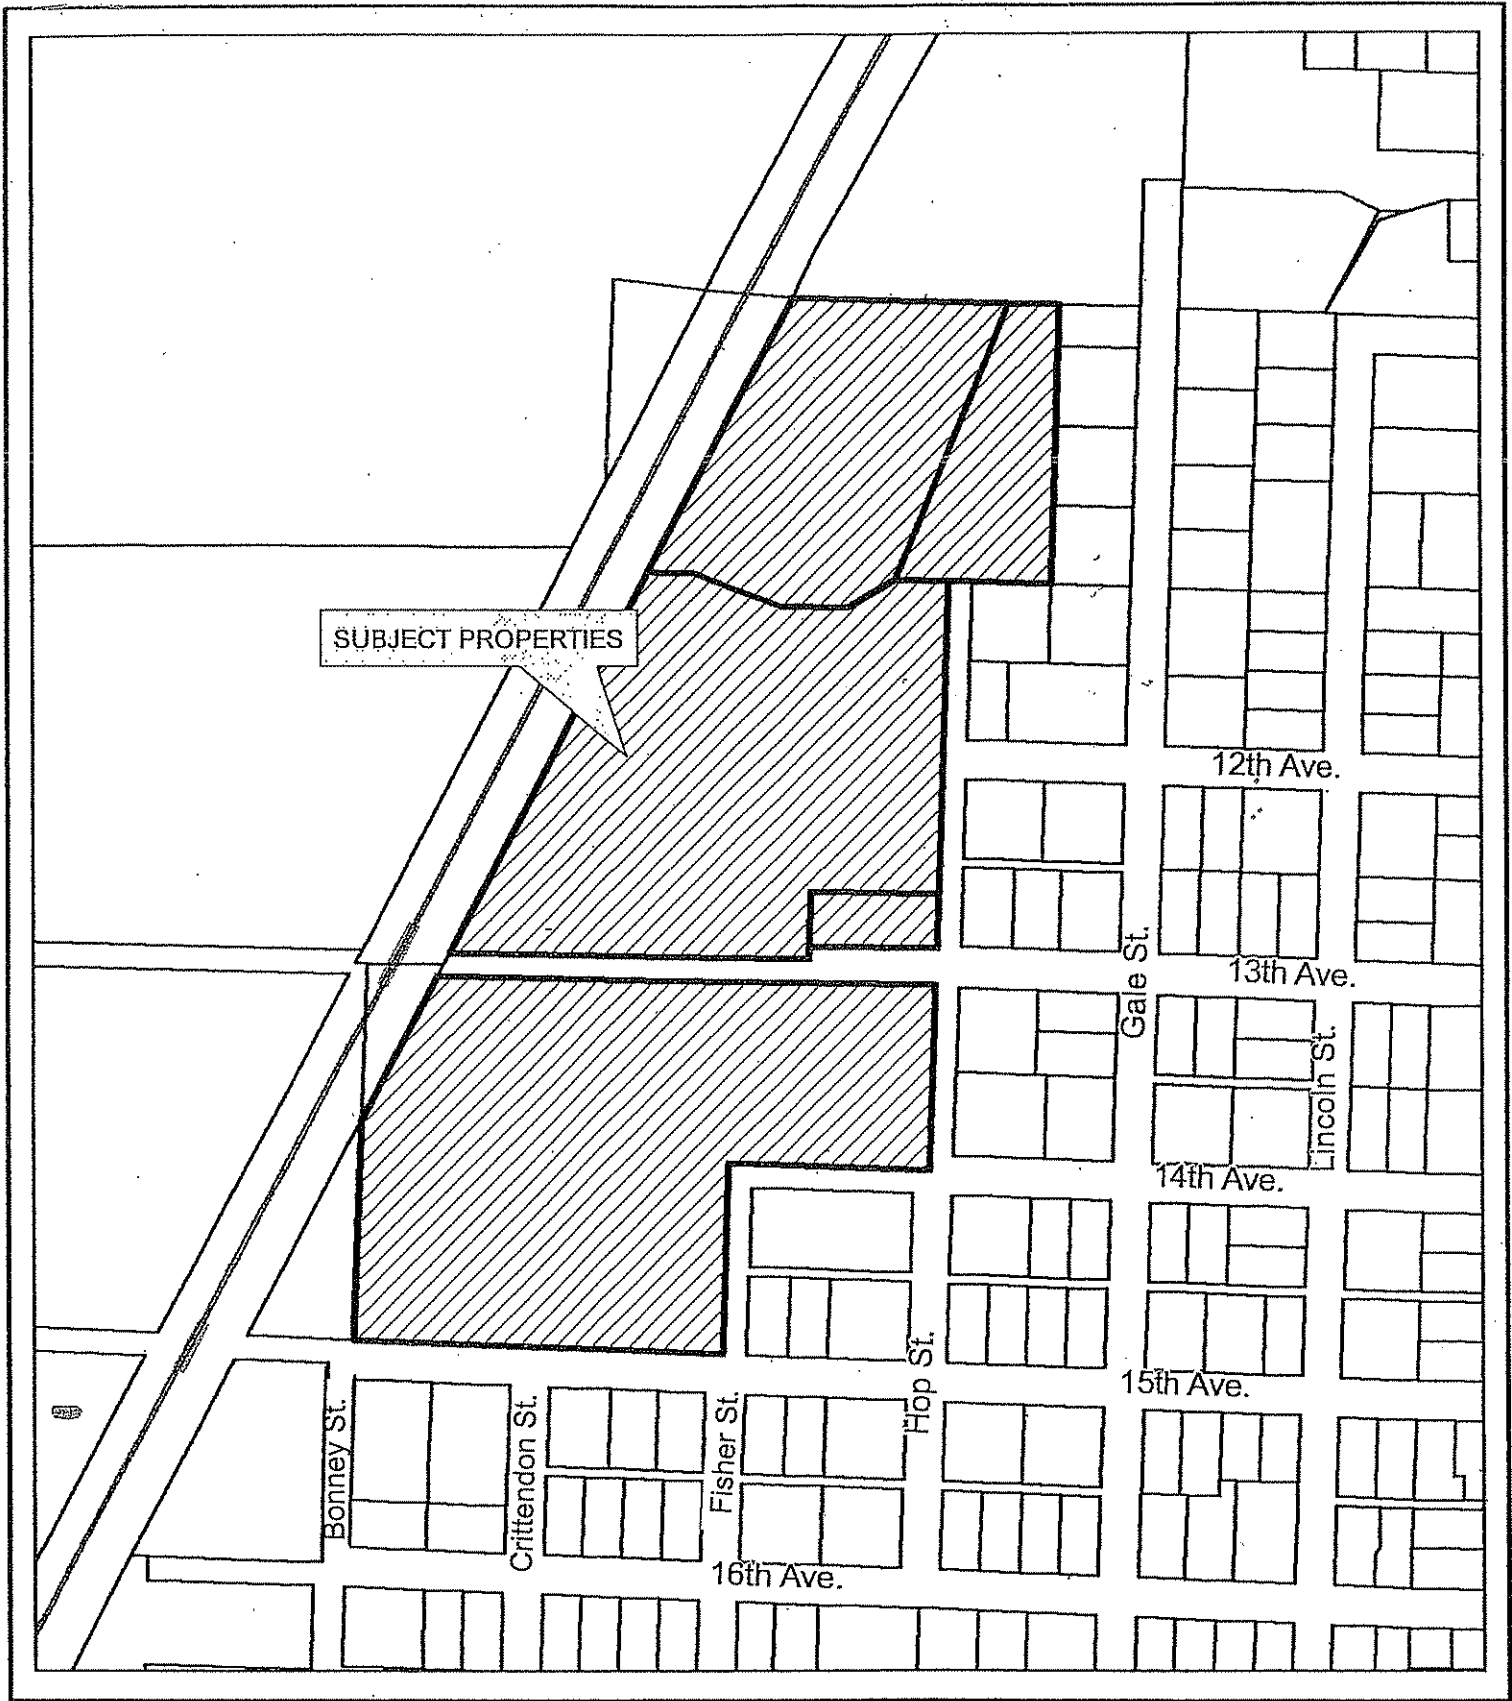 SUBJECT PROPERTIES
12th Ave.
13th Ave.
Gale St.
Lincoln St.
14th Ave.
Hop St.
15th Ave.
Bonney St.
Crittendon St.
Fisher St.
16th Ave.